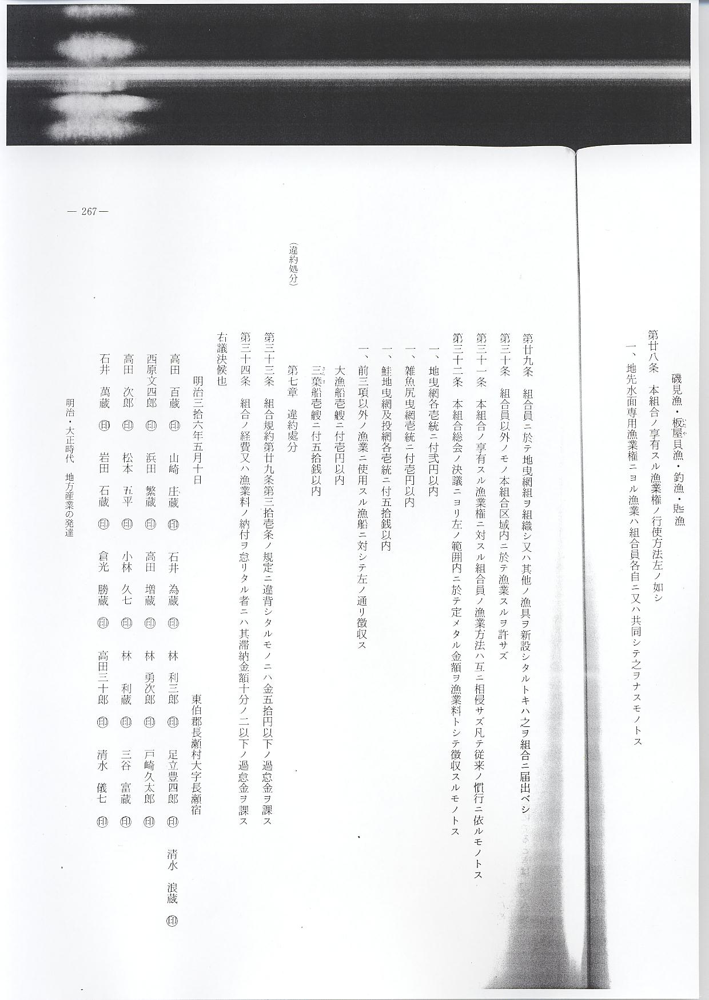 磯見漁・板屋貝漁・釣漁・匙漁
第廿八条　本組合ノ享有スル漁業権ノ行使方法左ノ如シ
一、地先水面専用漁業権ニヨル漁業ハ組合員各自ニ又ハ共同シテ之ヲナスモノトス
第廿九条　組合員ニ於テ地曳網組ヲ組織シ又ハ其他ノ漁具ヲ新設シタルトキハ之ヲ組合ニ届出ベシ
第三十条　組合員以外ノモノ本組合区域内ニ於テ漁業スルヲ許サズ
第三十一条　本組合ノ享有スル漁業権ニ対スル組合員ノ漁業方法ハ互ニ相侵サズ凡テ従来ノ慣行ニ依ルモノトス
第三十二条　本組合総会ノ決議ニヨリ左ノ範囲内ニ於テ定メタル金額ヲ漁業料トシテ徴収スルモノトス
一、地曳網各壱統ニ付弐円以内
一、雑魚尻曳網壱統ニ付壱円以内
一、鮭地曳網及投網各壱統ニ付五拾銭以内
一、前三項以外ノ漁業ニ使用スル漁船ニ対シテ左ノ通リ徴収ス
大漁船壱艘ニ付壱円以内
三葉船壱艘ニ付五拾銭以内
（違約処分）
第七章　違約處分
第三十三条　組合規約第廿九条第三拾壱条ノ規定ニ違背シタルモノニハ金五拾円以下ノ過怠金ヲ課ス
第三十四条　組合ノ経費又ハ漁業料ノ納付ヲ怠リタル者ニハ其滞納金額十分ノ二以下ノ過怠金ヲ課ス
右議決候也
明治三拾六年五月十日
東伯郡長瀬村大字長瀬宿
高田　百蔵　㊞　山崎　庄蔵　㊞　石井　為蔵　㊞　林　利三郎　㊞　足立豊四郎　㊞　清水　浪蔵　㊞
西原文四郎　㊞　浜田　繁蔵　㊞　高田　増蔵　㊞　林　勇次郎　㊞　戸崎久太郎　㊞
高田　次郎　㊞　松本　五平　㊞　小林　久七　㊞　林　利蔵　㊞　三谷　富蔵　㊞
石井　萬蔵　㊞　岩田　石蔵　㊞　倉光　勝蔵　㊞　高田三十郎　㊞　清水　儀七　㊞
明治・大正時代　地方産業の発達
— 267 —